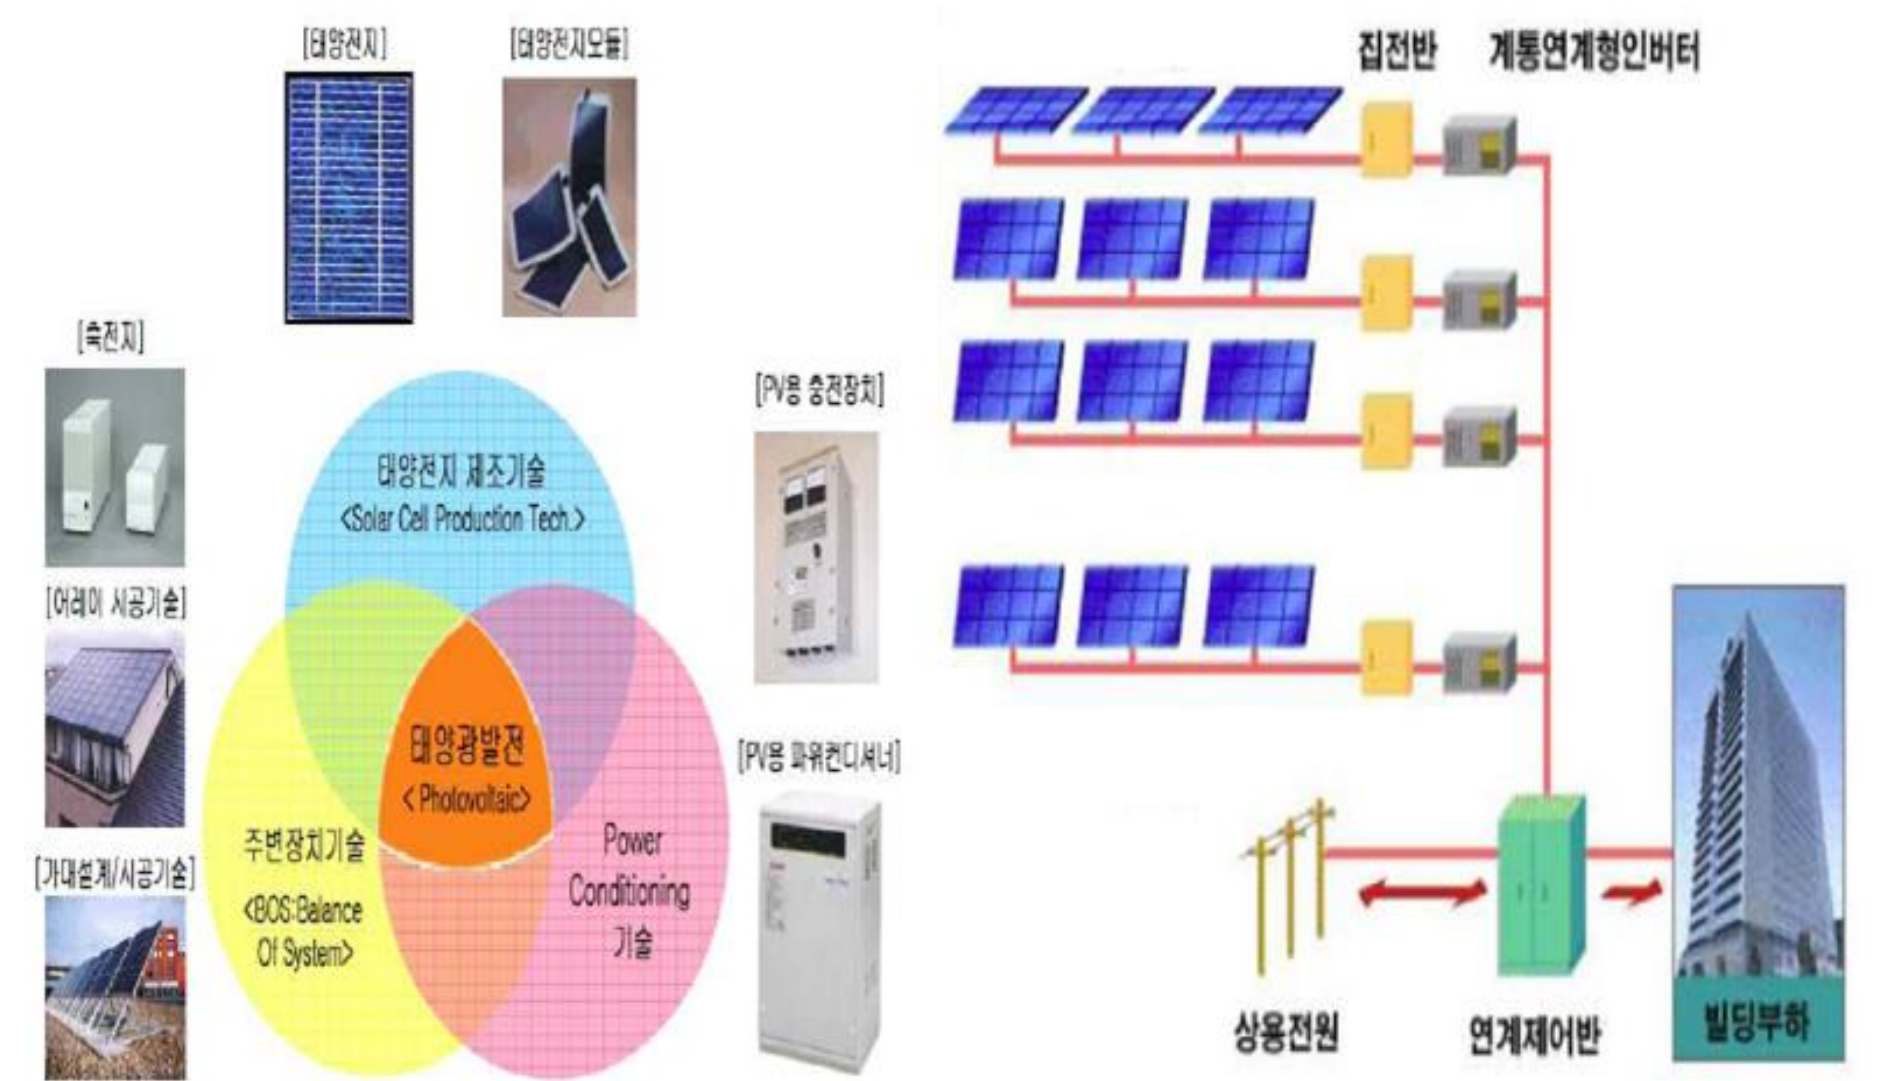 [태양전지]
[태양전지모듈]
[축전지]
[어레이 시공기술]
[가대설계/시공기술]
태양전지 제조기술
<Solar Cell Production Tech.>
태양광발전
< Photovoltaic>
주변장치기술
<BOS:Balance
Of System>
Power
Conditioning
기술
[PV용 충전장치]
[PV용 파워컨디셔너]
집전반
계통연계형인버터
상용전원
연계제어반
빌딩부하